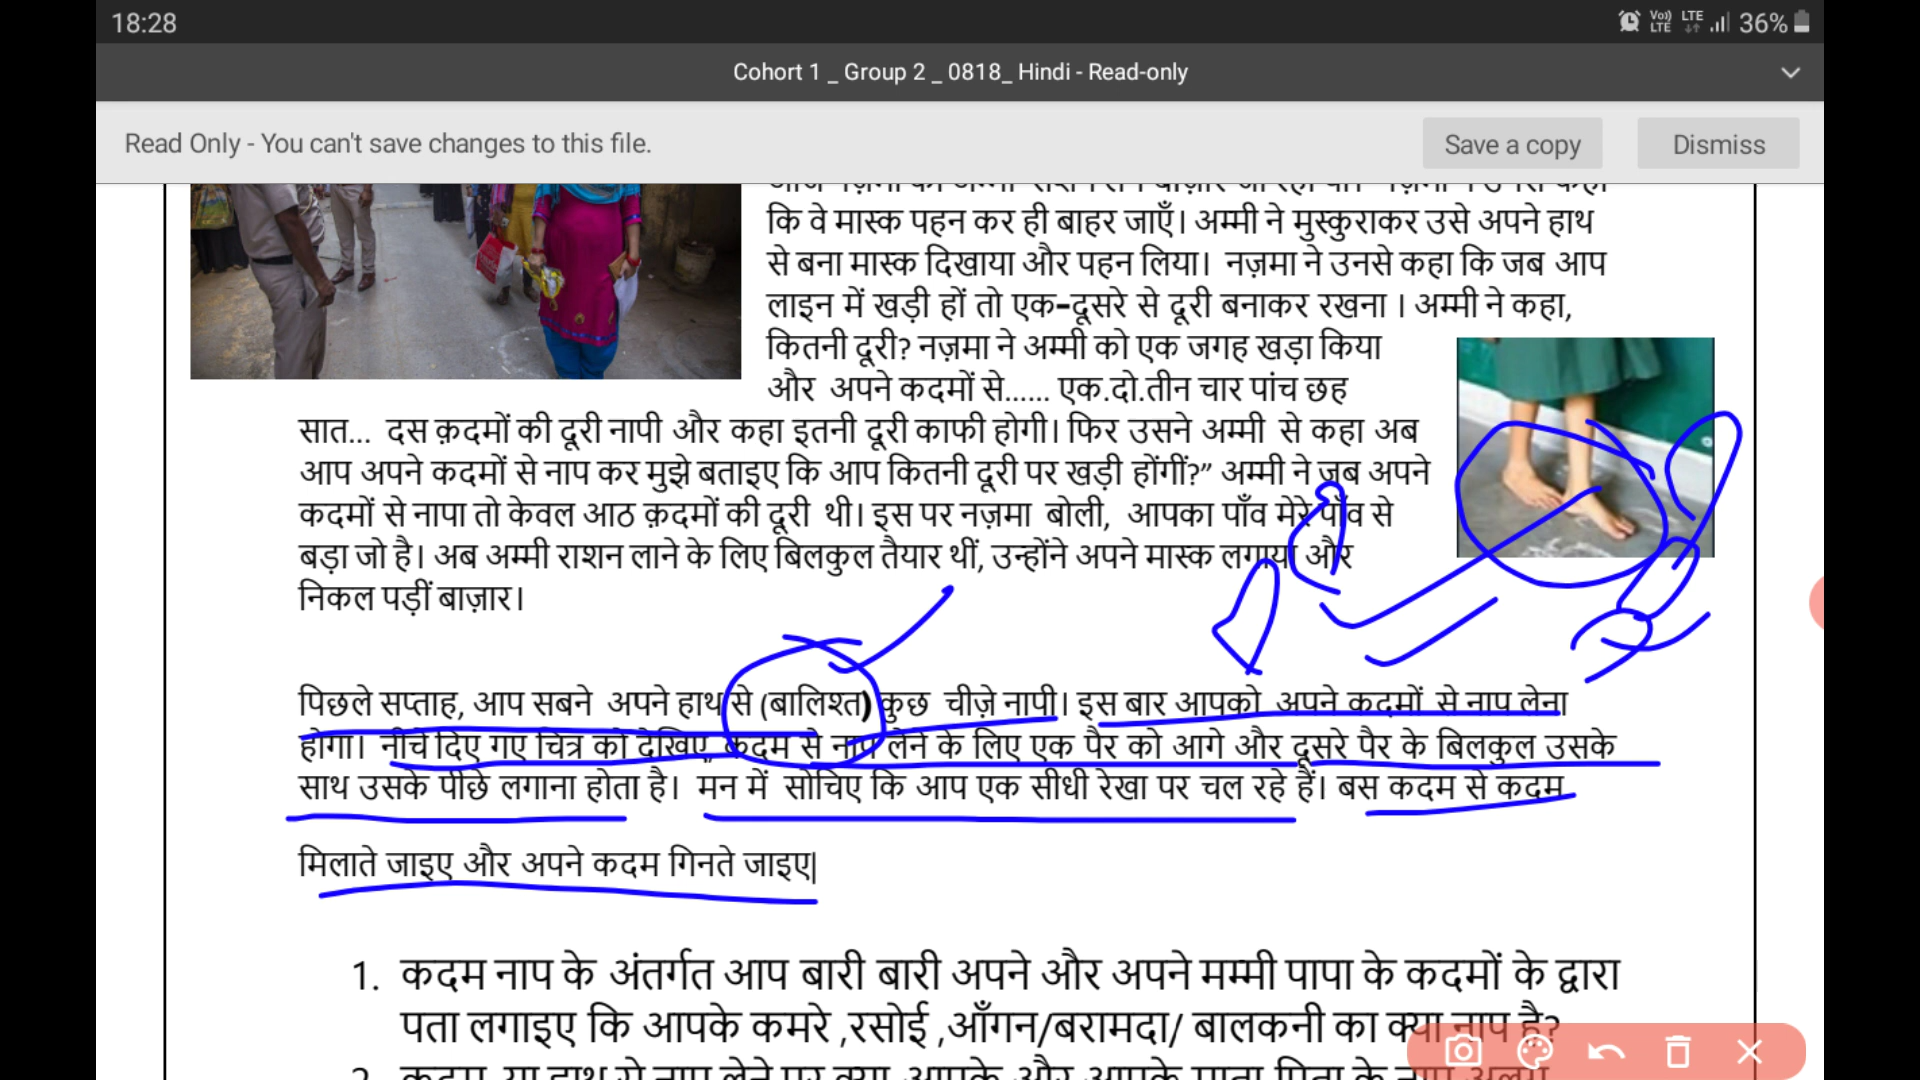 18:28
Vo)) LTE LTE 36%
Cohort 1 _ Group 2 _ 0818_ Hindi - Read-only
Read Only - You can't save changes to this file.
Save a copy
Dismiss
कि वे मास्क पहन कर ही बाहर जाएँ। अम्मी ने मुस्कुराकर उसे अपने हाथ
से बना मास्क दिखाया और पहन लिया। नज़मा ने उनसे कहा कि जब आप
लाइन में खड़ी हों तो एक-दूसरे से दूरी बनाकर रखना । अम्मी ने कहा,
कितनी दूरी? नज़मा ने अम्मी को एक जगह खड़ा किया
और अपने कदमों से...... एक.दो.तीन चार पांच छह
सात... दस क़दमों की दूरी नापी और कहा इतनी दूरी काफी होगी। फिर उसने अम्मी से कहा अब
आप अपने कदमों से नाप कर मुझे बताइए कि आप कितनी दूरी पर खड़ी होंगीं?” अम्मी ने जब अपने
कदमों से नापा तो केवल आठ क़दमों की दूरी थी। इस पर नज़मा बोली, आपका पाँव मेरे पाँव से
बड़ा जो है। अब अम्मी राशन लाने के लिए बिलकुल तैयार थीं, उन्होंने अपने मास्क लगाया और
निकल पड़ीं बाज़ार।
पिछले सप्ताह, आप सबने अपने हाथ से (बालिश्त) कुछ चीज़े नापी। इस बार आपको अपने कदमों से नाप लेना
होगा। नीचे दिए गए चित्र को देखिए, कदम से नाप लेने के लिए एक पैर को आगे और दूसरे पैर के बिलकुल उसके
साथ उसके पीछे लगाना होता है। मन में सोचिए कि आप एक सीधी रेखा पर चल रहे हैं। बस कदम से कदम
मिलाते जाइए और अपने कदम गिनते जाइए|
1. कदम नाप के अंतर्गत आप बारी बारी अपने और अपने मम्मी पापा के कदमों के द्वारा
पता लगाइए कि आपके कमरे ,रसोई ,आँगन/बरामदा/ बालकनी का क्या नाप है?